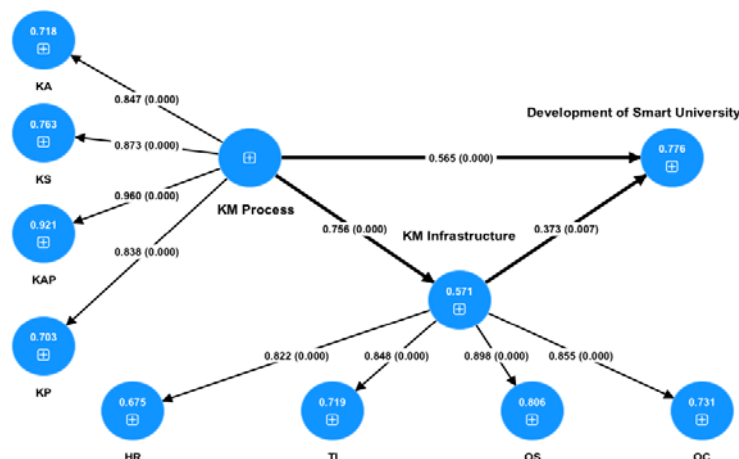 0.718
KA
0.847 (0.000)
0.763
KS
0.873 (0.000)
Development of Smart University
0.776
0.565 (0.000)
KM Process
0.960 (0.000)
0.921
KAP
0.756 (0.000)
KM Infrastructure
0.373 (0.007)
0.838 (0.000)
0.571
0.703
KP
0.822 (0.000)
0.848 (0.000)
0.898 (0.000)
0.855 (0.000)
0.675
0.719
0.806
0.731
HR
TI
OS
OC